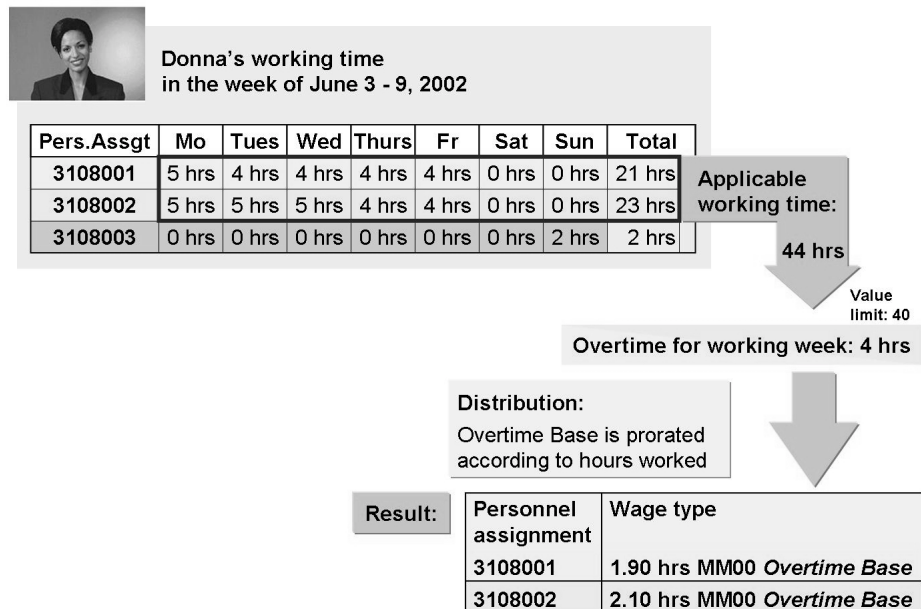 Donna's working time
in the week of June 3 - 9, 2002
Pers.Assgt Mo Tues Wed Thurs Fr Sat Sun Total
3108001 5 hrs 4 hrs 4 hrs 4 hrs 4 hrs 0 hrs 0 hrs 21 hrs
3108002 5 hrs 5 hrs 5 hrs 4 hrs 4 hrs 0 hrs 0 hrs 23 hrs
3108003 0 hrs 0 hrs 0 hrs 0 hrs 0 hrs 0 hrs 2 hrs 2 hrs
Applicable
working time:
44 hrs
Value
limit: 40
Overtime for working week: 4 hrs
Distribution:
Overtime Base is prorated
according to hours worked
Result:
Personnel
assignment
Wage type
3108001 1.90 hrs MM00 Overtime Base
3108002 2.10 hrs MM00 Overtime Base